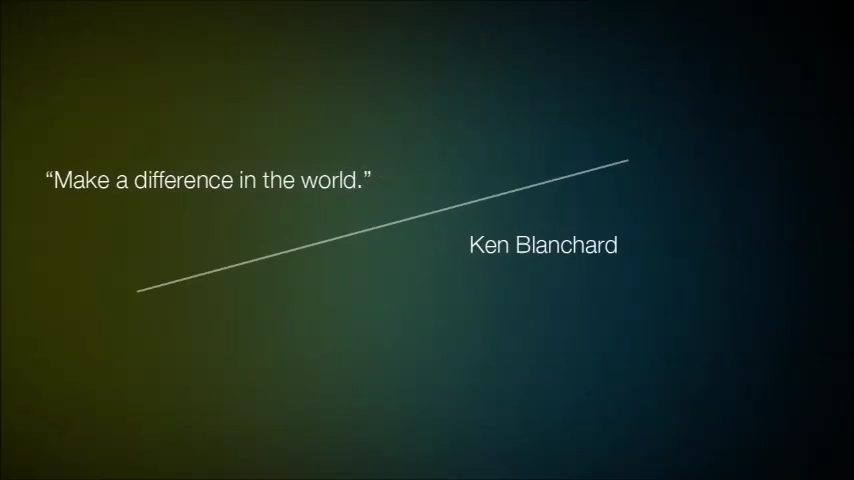 “Make a difference in the world.”
Ken Blanchard